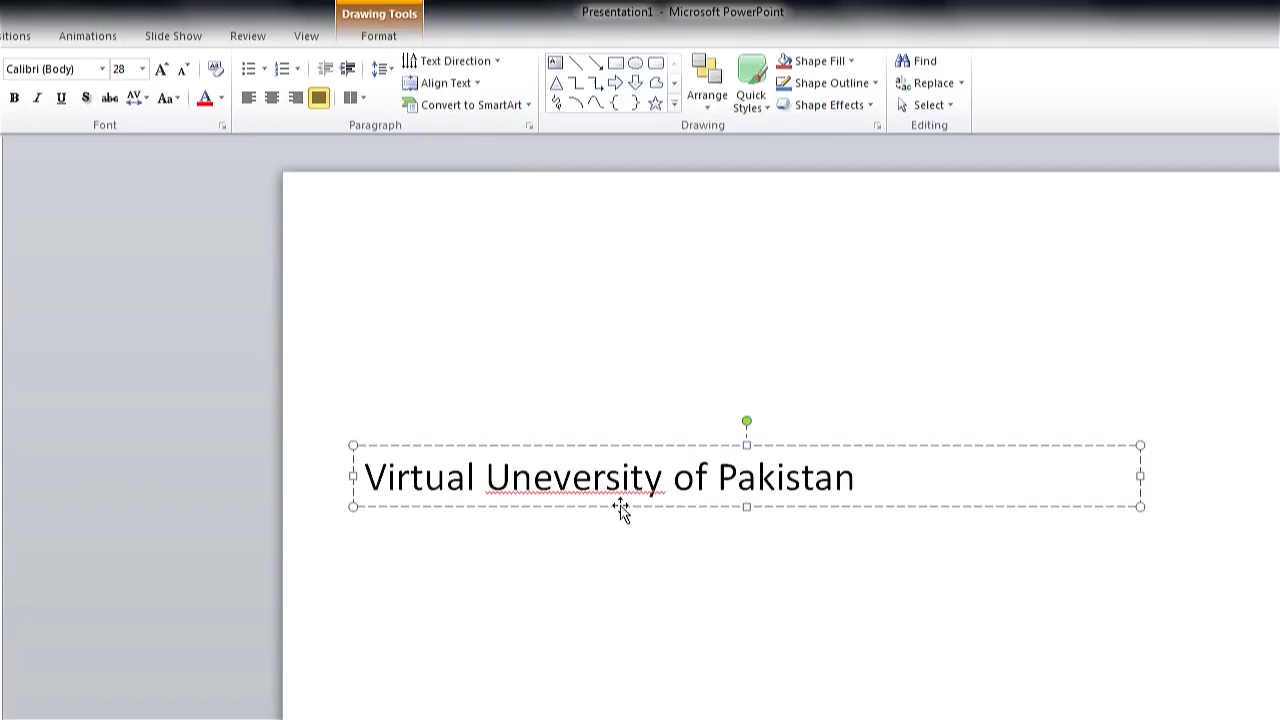 Drawing Tools
Presentation1 - Microsoft PowerPoint
Animations Slide Show Review View Format
Calibri (Body) 28 A A Text Direction Shape Fill Find
Align Text Shape Outline Replace
B I U S abc AV Aa A Convert to SmartArt Arrange Quick Styles Shape Effects Select
Font Paragraph Drawing Editing
Virtual Uneversity of Pakistan